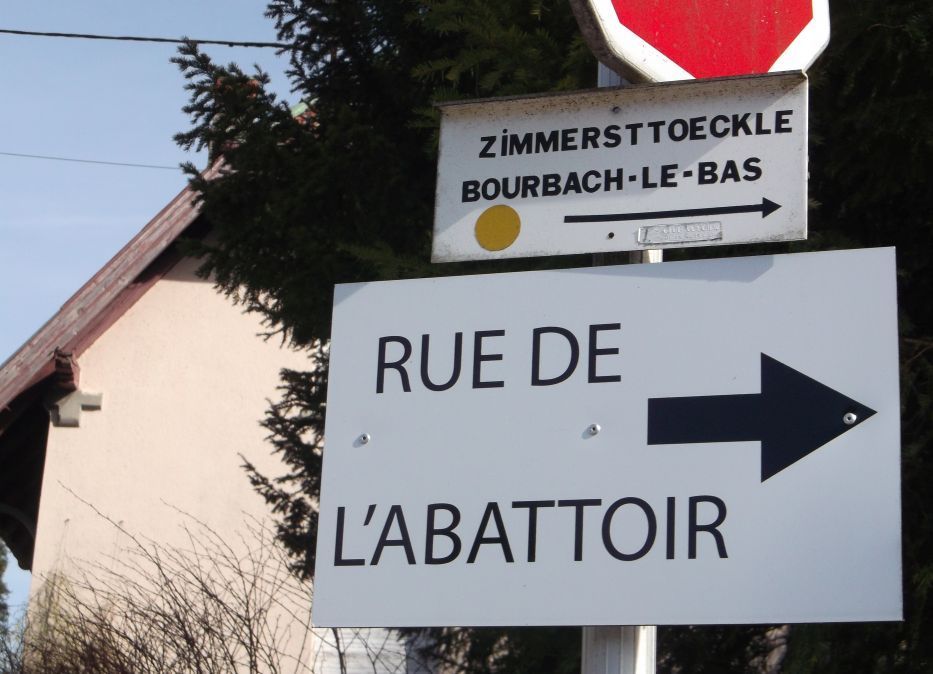 ZIMMERSTTOECKLE
BOURBACH-LE-BAS
RUE DE
L'ABATTOIR